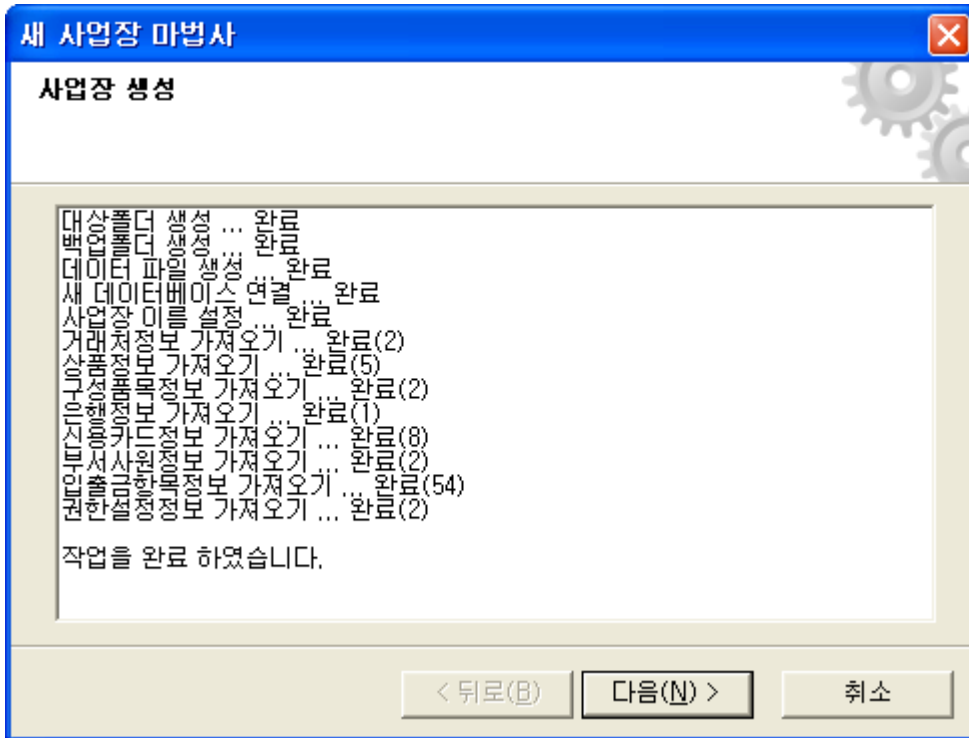 새 사업장 마법사
사업장 생성
대상폴더 생성 ... 완료
백업폴더 생성 ... 완료
데이터 파일 생성 ... 완료
새 데이터베이스 연결 ... 완료
사업장 이름 설정 ... 완료
거래처정보 가져오기 ... 완료(2)
상품정보 가져오기 ... 완료(5)
구성품목정보 가져오기 ... 완료(2)
은행정보 가져오기 ... 완료(1)
신용카드정보 가져오기 ... 완료(8)
부서사원정보 가져오기 ... 완료(2)
입출금항목정보 가져오기 ... 완료(54)
권한설정정보 가져오기 ... 완료(2)
작업을 완료 하였습니다.
< 뒤로(B) 다음(N) > 취소